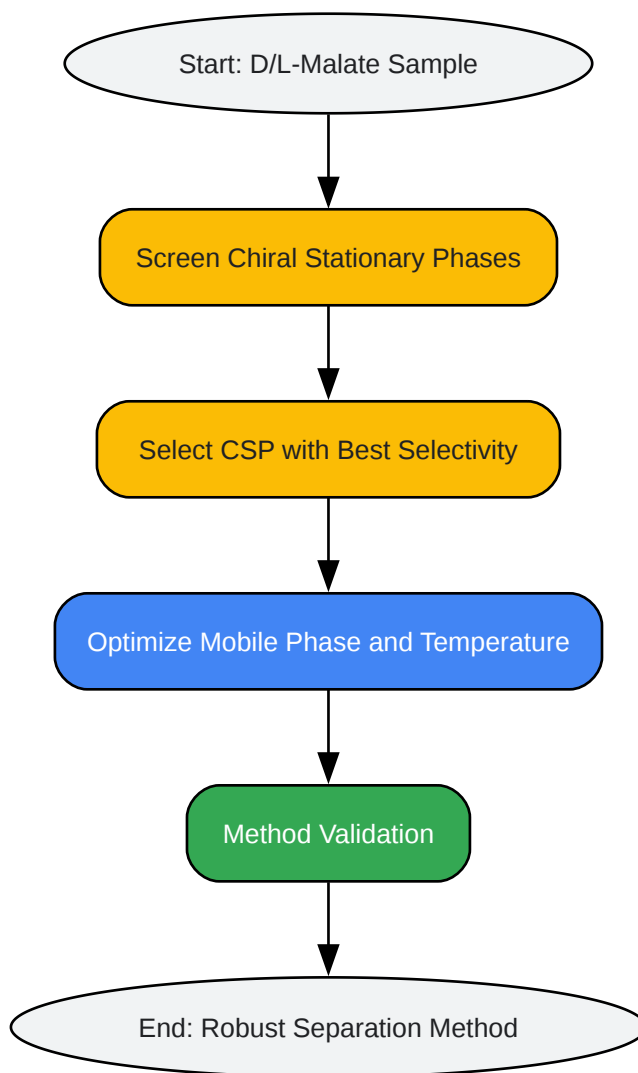 Start: D/L-Malate Sample
Screen Chiral Stationary Phases
Select CSP with Best Selectivity
Optimize Mobile Phase and Temperature
Method Validation
End: Robust Separation Method